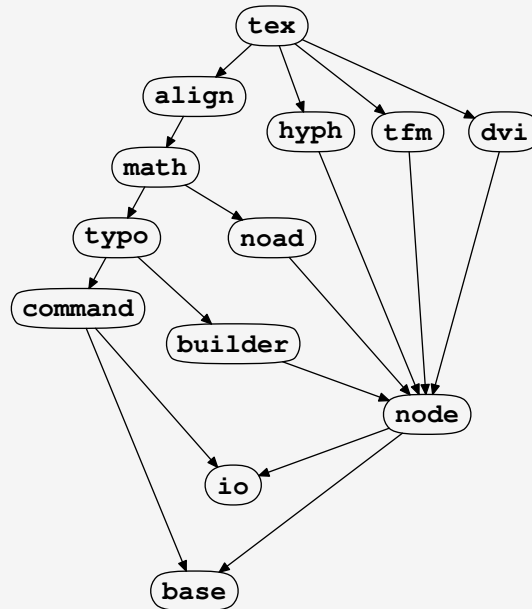 tex
align
hyph
tfm
dvi
math
typo
noad
command
builder
node
io
base